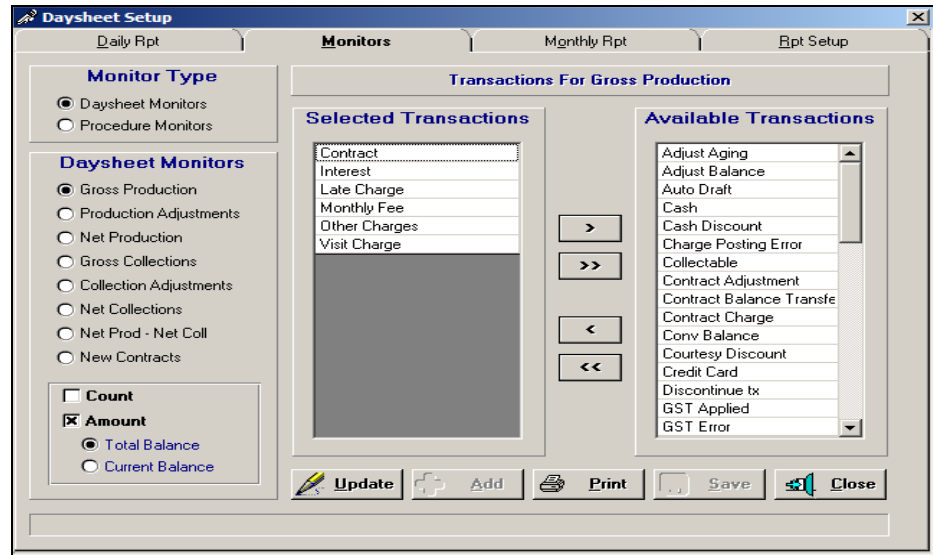 Daysheet Setup
Daily Rpt
Monitors
Monthly Rpt
Rpt Setup
Monitor Type
Daysheet Monitors
Procedure Monitors
Daysheet Monitors
Gross Production
Production Adjustments
Net Production
Gross Collections
Collection Adjustments
Net Collections
Net Prod - Net Coll
New Contracts
Count
Amount
Total Balance
Current Balance
Transactions For Gross Production
Selected Transactions
Contract
Interest
Late Charge
Monthly Fee
Other Charges
Visit Charge
>
>>
<
<<
Available Transactions
Adjust Aging
Adjust Balance
Auto Draft
Cash
Cash Discount
Charge Posting Error
Collectable
Contract Adjustment
Contract Balance Transfe
Contract Charge
Conv Balance
Courtesy Discount
Credit Card
Discontinue tx
GST Applied
GST Error
Update
Add
Print
Save
Close